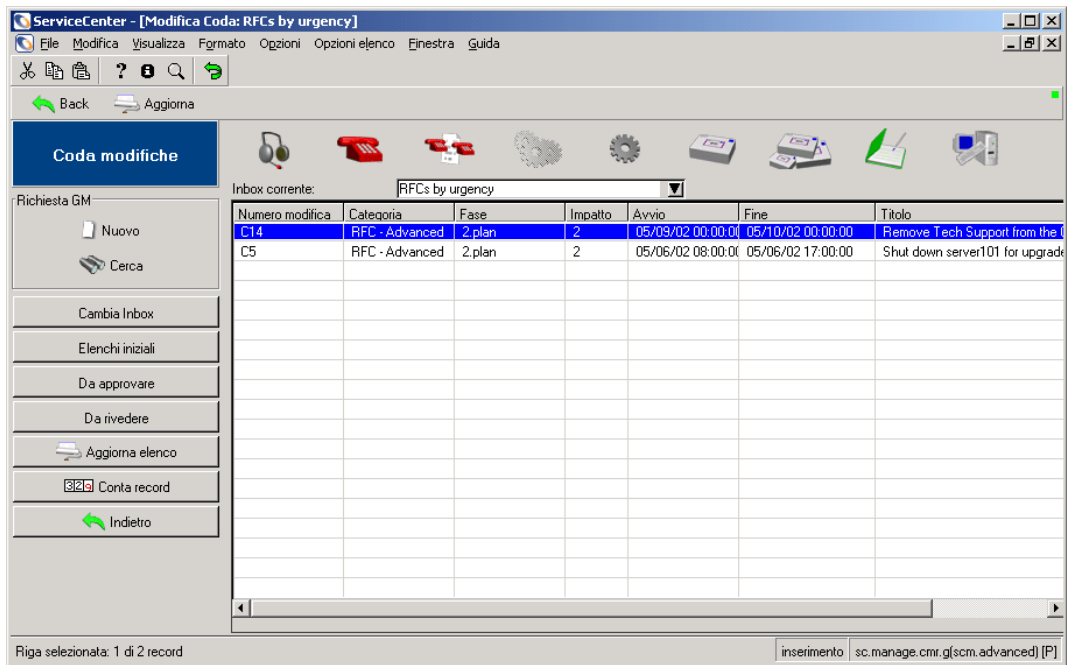 ServiceCenter - [Modifica Coda: RFCs by urgency]
File Modifica Visualizza Formato Opzioni Opzioni elenco Finestra Guida
Back Aggiorna
Coda modifiche
Inbox corrente: RFCs by urgency
Richiesta GM
Nuovo
Cerca
Cambia Inbox
Elenchi iniziali
Da approvare
Da rivedere
Aggiorna elenco
329 Conta record
Indietro
Numero modifica Categoria Fase Impatto Avvio Fine Titolo
C14 RFC - Advanced 2.plan 2 05/09/02 00:00:00 05/10/02 00:00:00 Remove Tech Support from the
C5 RFC - Advanced 2.plan 2 05/06/02 08:00:00 05/06/02 17:00:00 Shut down server101 for upgrade
Riga selezionata: 1 di 2 record
inserimento sc.manage.cmr.g(scm.advanced) [P]